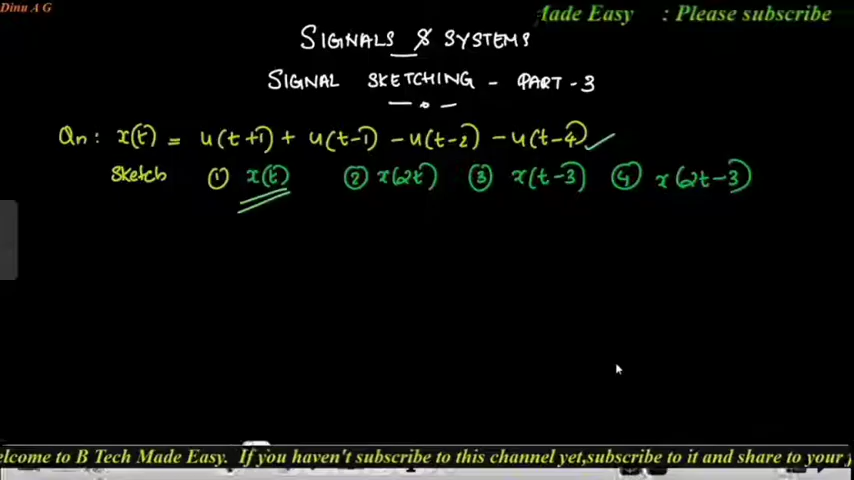 Dinu A G
Made Easy : Please subscribe
SIGNALS & SYSTEMS
SIGNAL SKETCHING - PART-3
Qn: x(t) = u(t+1) + u(t-1) - u(t-2) - u(t-4)
Sketch ① x(t) ② x(2t) ③ x(t-3) ④ x(2t-3)
elcome to B Tech Made Easy. If you haven't subscribe to this channel yet,subscribe to it and share to your